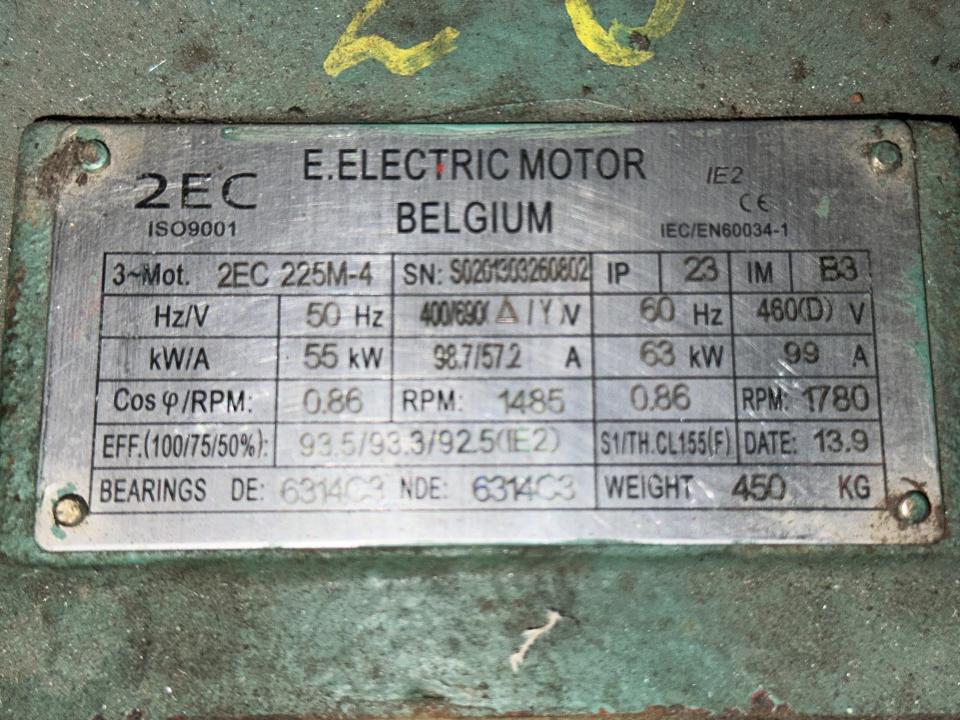 20
E.ELECTRIC MOTOR
2EC
IE2
CE
BELGIUM
ISO9001
IEC/EN60034-1
3~Mot. 2EC 225M-4 SN: S0201303260802 IP 23 IM B3
Hz/V 50 Hz 400/690( Δ / Y )V 60 Hz 460(D) V
kW/A 55 kW 98.7/57.2 A 63 kW 99 A
Cos φ/RPM: 0.86 RPM: 1485 0.86 RPM: 1780
EFF.(100/75/50%): 93.5/93.3/92.5(IE2) S1/TH.CL155(F) DATE: 13.9
BEARINGS DE: 6314C3 NDE: 6314C3 WEIGHT 450 KG